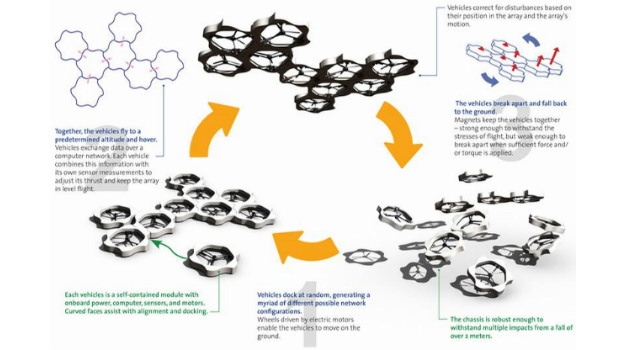 Vehicles correct for disturbances based on
their position in the array and the array's
motion.
3
The vehicles break apart and fall back
to the ground.
Magnets keep the vehicles together
– strong enough to withstand the
stresses of flight, but weak enough to
break apart when sufficient force and/
or torque is applied.
2
Together, the vehicles fly to a
predetermined altitude and hover.
Vehicles exchange data over a
computer network. Each vehicle
combines this information with
its own sensor measurements to
adjust its thrust and keep the array
in level flight.
Each vehicles is a self-contained module with
onboard power, computer, sensors, and motors.
Curved faces assist with alignment and docking.
1
Vehicles dock at random, generating a
myriad of different possible network
configurations.
Wheels driven by electric motors
enable the vehicles to move on the
ground.
The chassis is robust enough to
withstand multiple impacts from a fall of
over 2 meters.